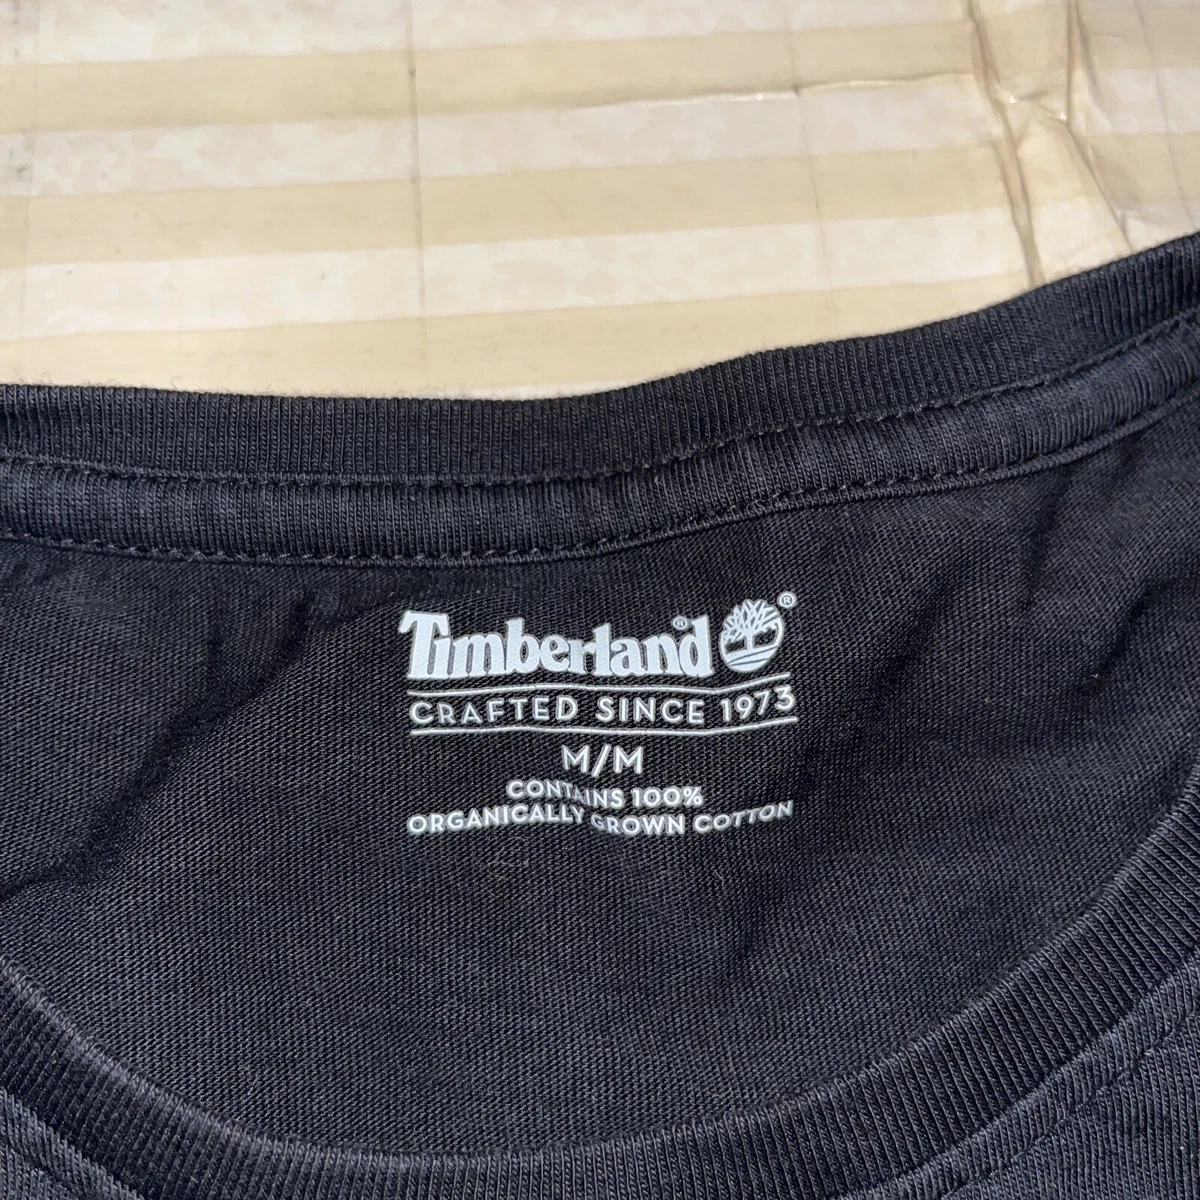 Timberland®®
CRAFTED SINCE 1973
M/M
CONTAINS 100%
ORGANICALLY GROWN COTTON